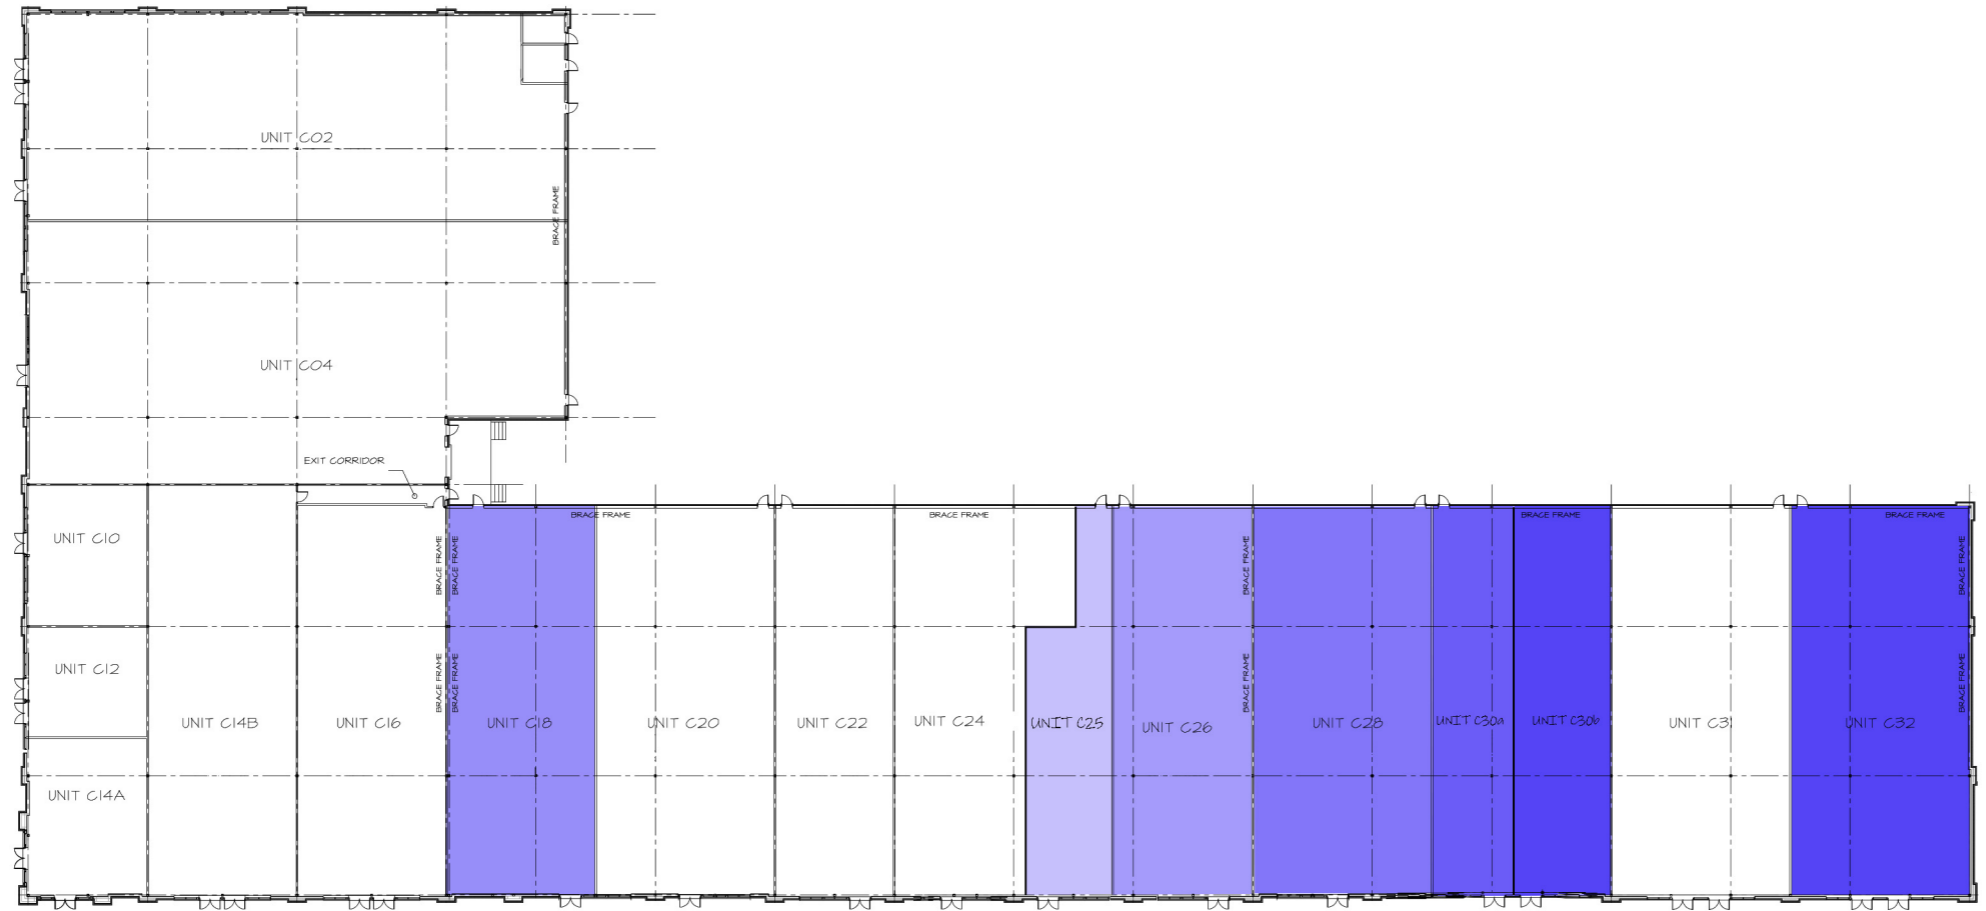 UNIT C02
BRACE FRAME
UNIT C04
EXIT CORRIDOR
BRACE FRAME
BRACE FRAME
BRACE FRAME
BRACE FRAME
UNIT C10
BRACE FRAME
BRACE FRAME
BRACE FRAME
BRACE FRAME
UNIT C12
BRACE FRAME
BRACE FRAME
BRACE FRAME
BRACE FRAME
UNIT C14B
UNIT C16
UNIT C18
UNIT C20
UNIT C22
UNIT C24
UNIT C25
UNIT C26
UNIT C28
UNIT C30a
UNIT C30b
UNIT C31
UNIT C32
UNIT C14A